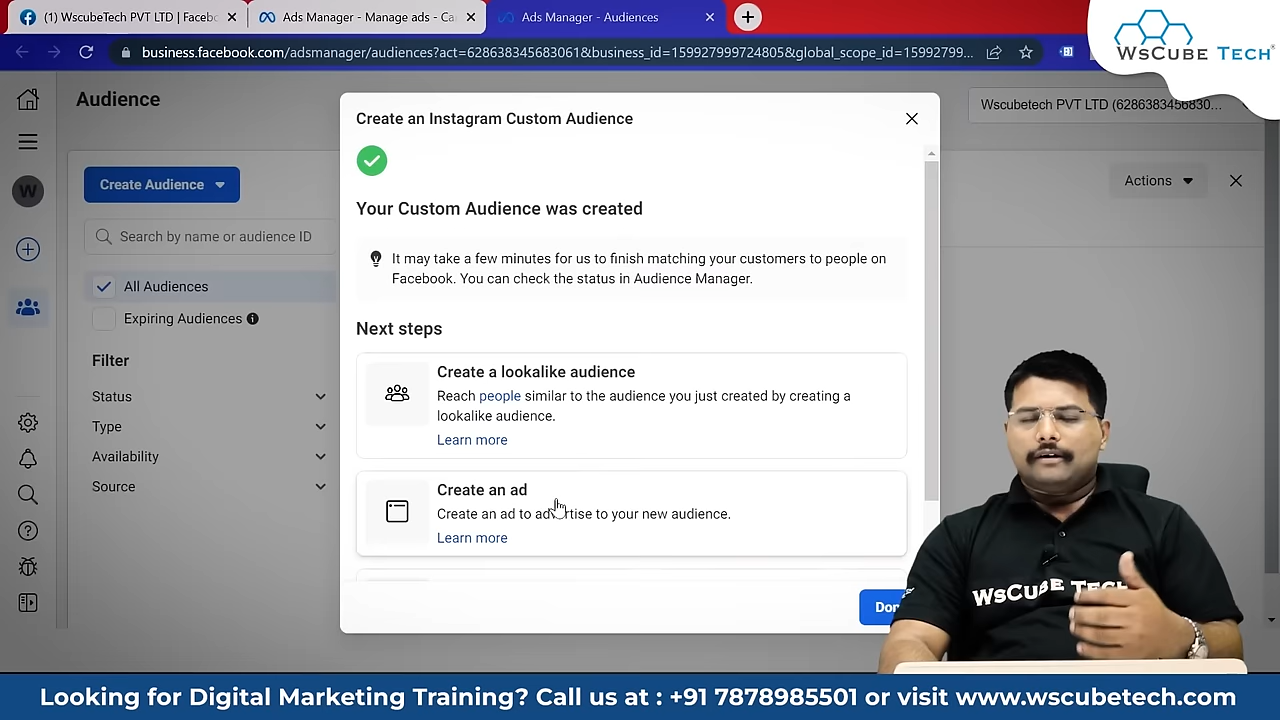 (1) WscubeTech PVT LTD | Faceb
Ads Manager - Manage ads - Ca
Ads Manager - Audiences
business.facebook.com/adsmanager/audiences?act=628638345683061&business_id=159927999724805&global_scope_id=15992799...
WsCube Tech
Audience
Wscubetech PVT LTD (6286383456830...
Create an Instagram Custom Audience
Create Audience
Actions
Search by name or audience ID
All Audiences
Expiring Audiences
Filter
Status
Type
Availability
Source
W
Your Custom Audience was created
It may take a few minutes for us to finish matching your customers to people on
Facebook. You can check the status in Audience Manager.
Next steps
Create a lookalike audience
Reach people similar to the audience you just created by creating a
lookalike audience.
Learn more
Create an ad
Create an ad to advertise to your new audience.
Learn more
Don
WsCube Tech
Looking for Digital Marketing Training? Call us at : +91 7878985501 or visit www.wscubetech.com